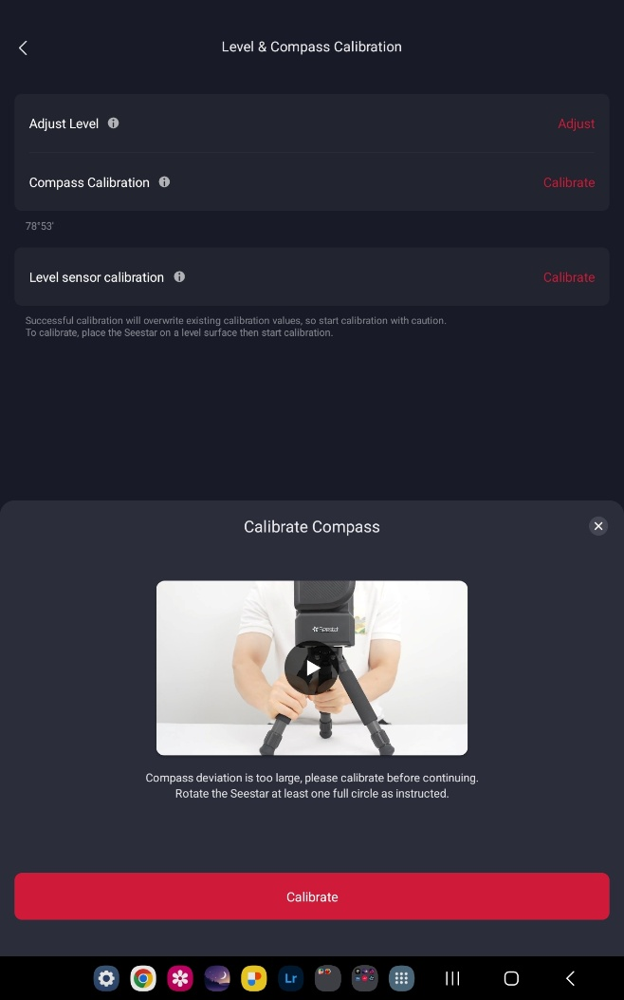 Level & Compass Calibration
Adjust Level
Adjust
Compass Calibration
Calibrate
78°53'
Level sensor calibration
Calibrate
Successful calibration will overwrite existing calibration values, so start calibration with caution.
To calibrate, place the Seestar on a level surface then start calibration.
Calibrate Compass
Seestar
Compass deviation is too large, please calibrate before continuing.
Rotate the Seestar at least one full circle as instructed.
Calibrate
Lr